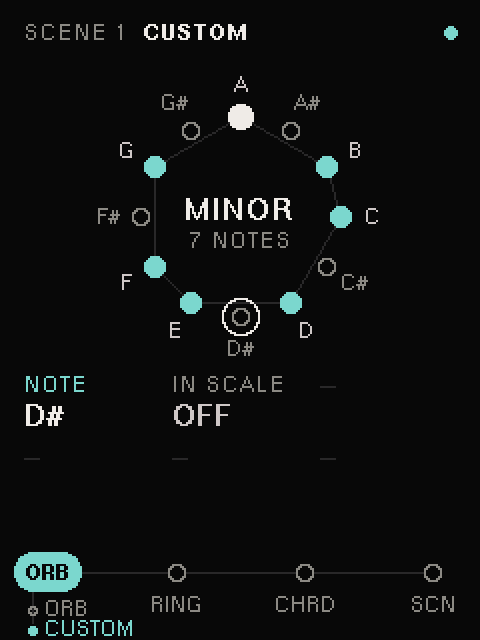 SCENE 1 CUSTOM
A
G# A#
G B
MINOR
F# C
7 NOTES
F C#
E D
D#
NOTE IN SCALE —
D# OFF
— — —
ORB
ORB RING CHRD SCN
CUSTOM